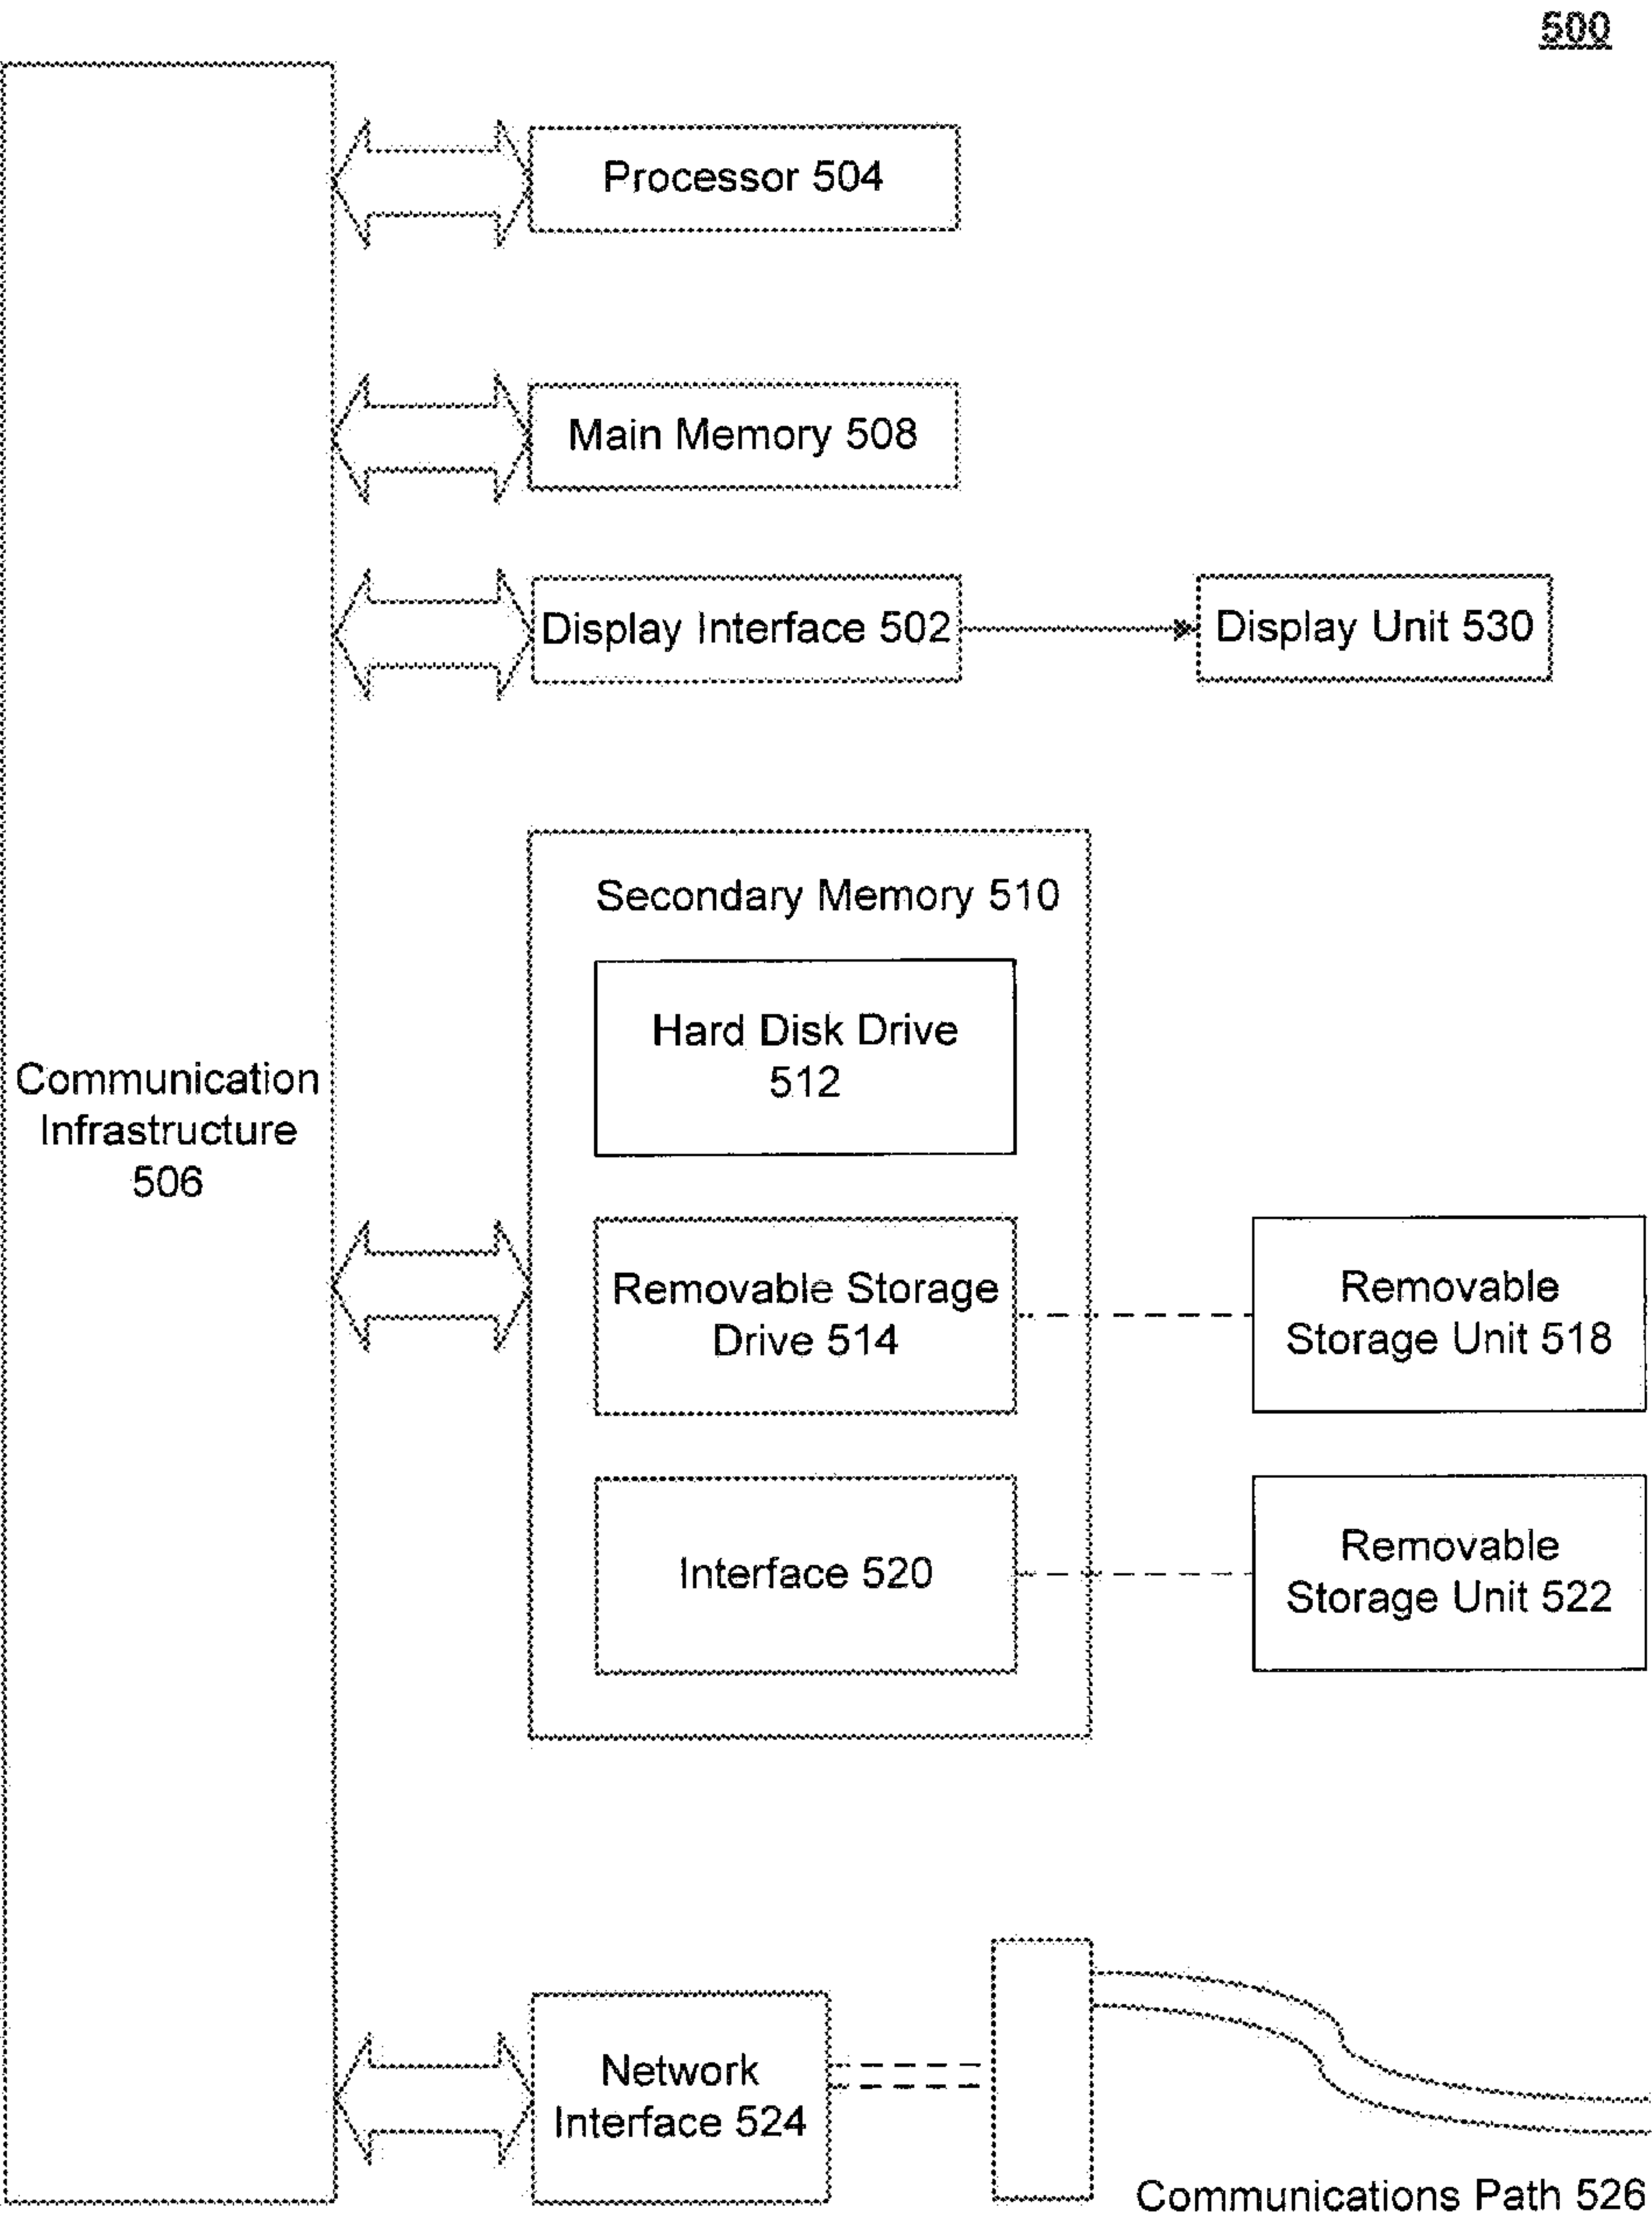 500
Processor 504
Main Memory 508
Display Interface 502
Display Unit 530
Secondary Memory 510
Hard Disk Drive
512
Communication
Infrastructure
506
Removable Storage
Drive 514
Removable
Storage Unit 518
Interface 520
Removable
Storage Unit 522
Network
Interface 524
Communications Path 526